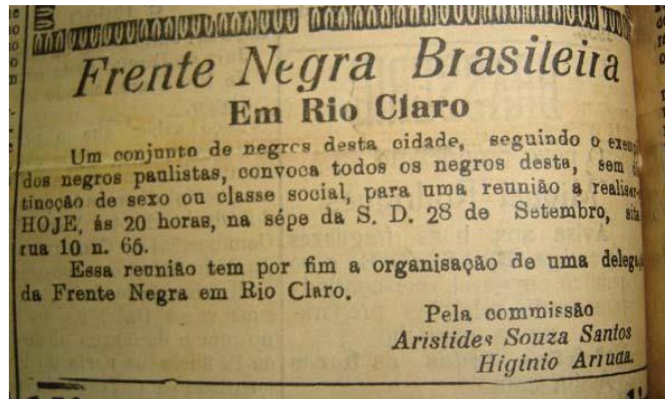 Frente Negra Brasileira
Em Rio Claro
Um conjunto de negros desta cidade, seguindo o exem
dos negros paulistas, convoca todos os negros desta, sem
tincção de sexo ou classe social, para uma reunião a realisar-
HOJE, ás 20 horas, na sépe da S. D. 28 de Setembro, sita
rua 10 n. 65.
Essa reunião tem por fim a organisação de uma delega
da Frente Negra em Rio Claro.
Pela commissão
Aristides Souza Santos
Higinio Arruda.